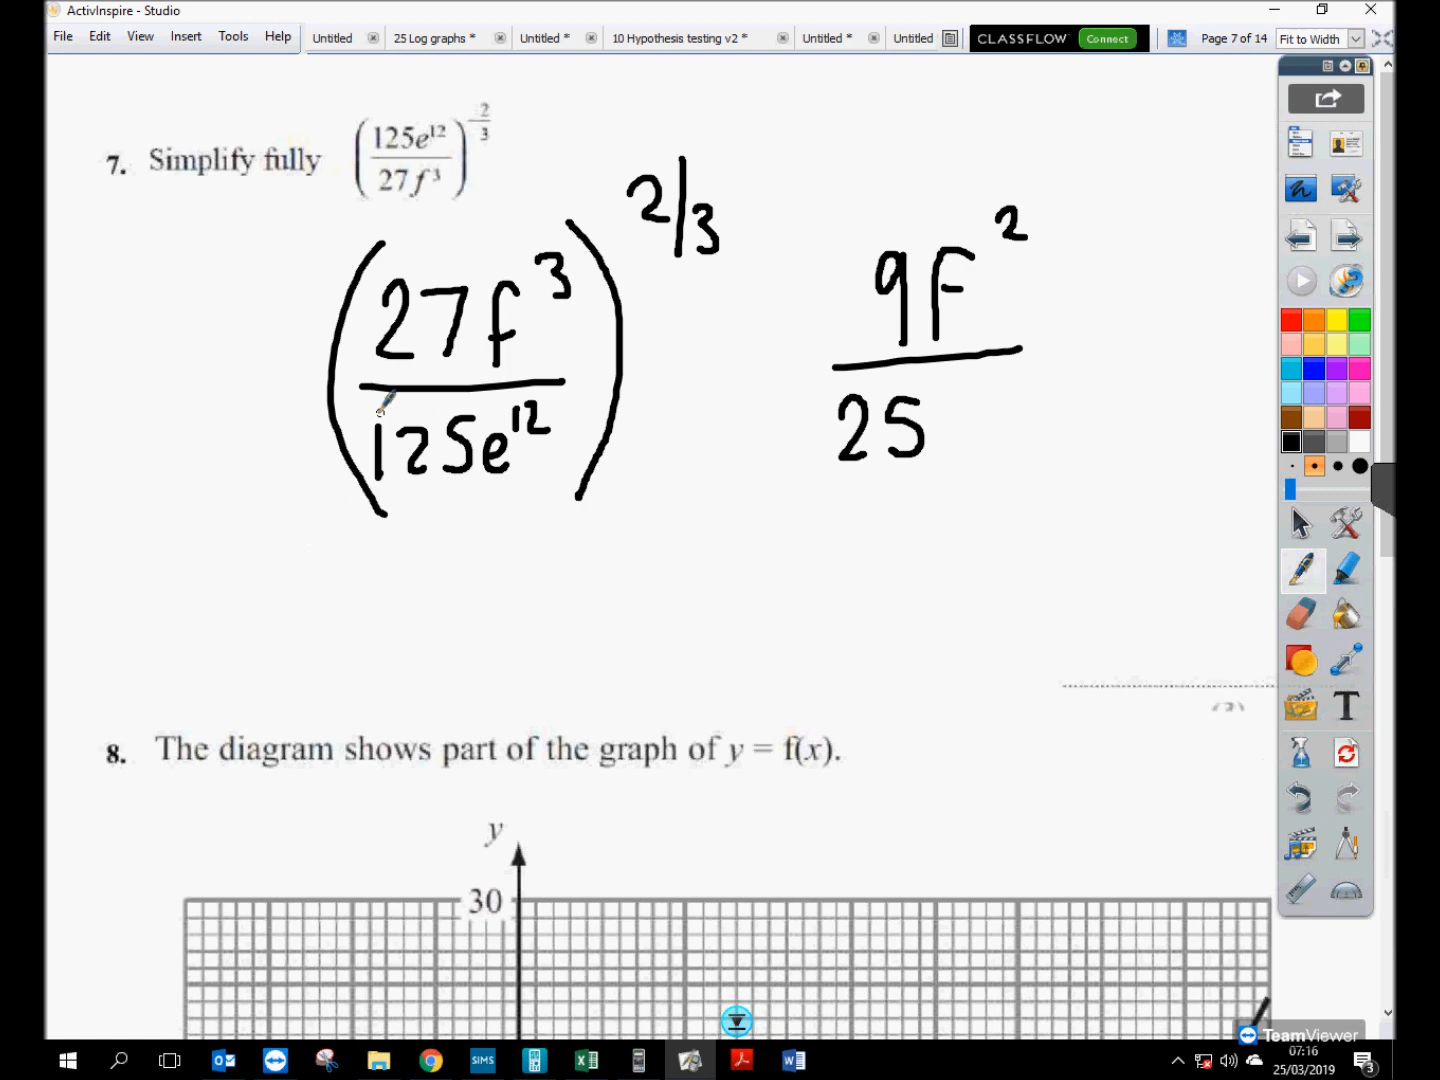 ActivInspire - Studio
File Edit View Insert Tools Help Untitled 25 Log graphs * Untitled * 10 Hypothesis testing v2 * Untitled * Untitled CLASSFLOW Connect Page 7 of 14 Fit to Width
7. Simplify fully (125e^12 / 27f^3)^-2/3
(27f^3 / 125e^12)^2/3
9f^2 / 25
(3)
8. The diagram shows part of the graph of y = f(x).
y
30
TeamViewer
SIMS
07:16
25/03/2019
3